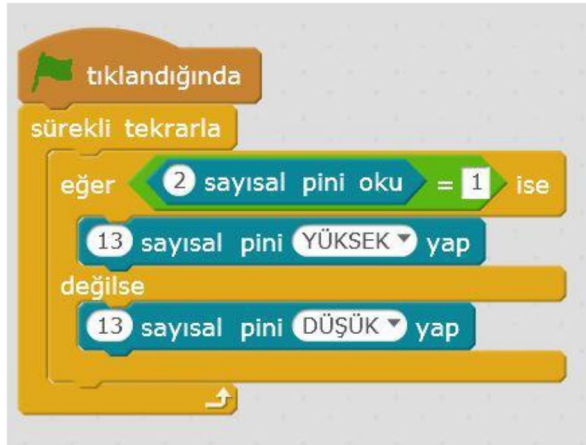 tıklandığında
sürekli tekrarla
eğer 2 sayısal pini oku = 1 ise
13 sayısal pini YÜKSEK yap
değilse
13 sayısal pini DÜŞÜK yap